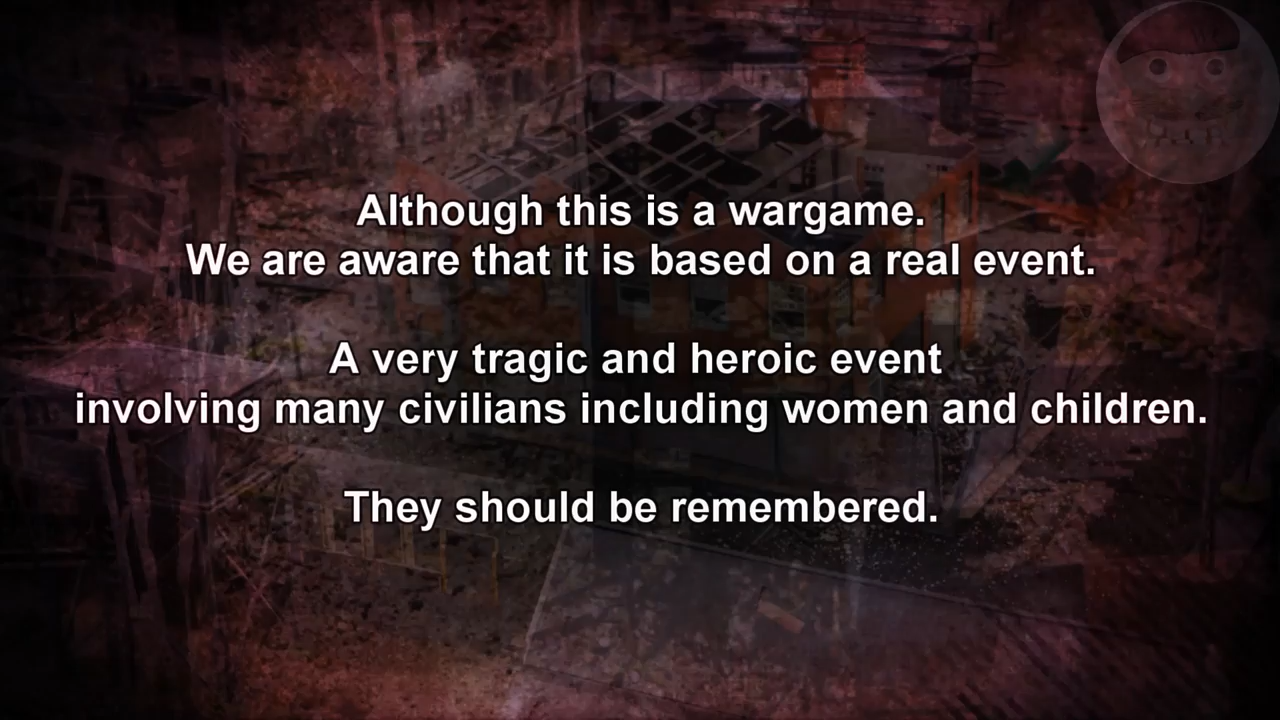 Although this is a wargame.
We are aware that it is based on a real event.
A very tragic and heroic event
involving many civilians including women and children.
They should be remembered.